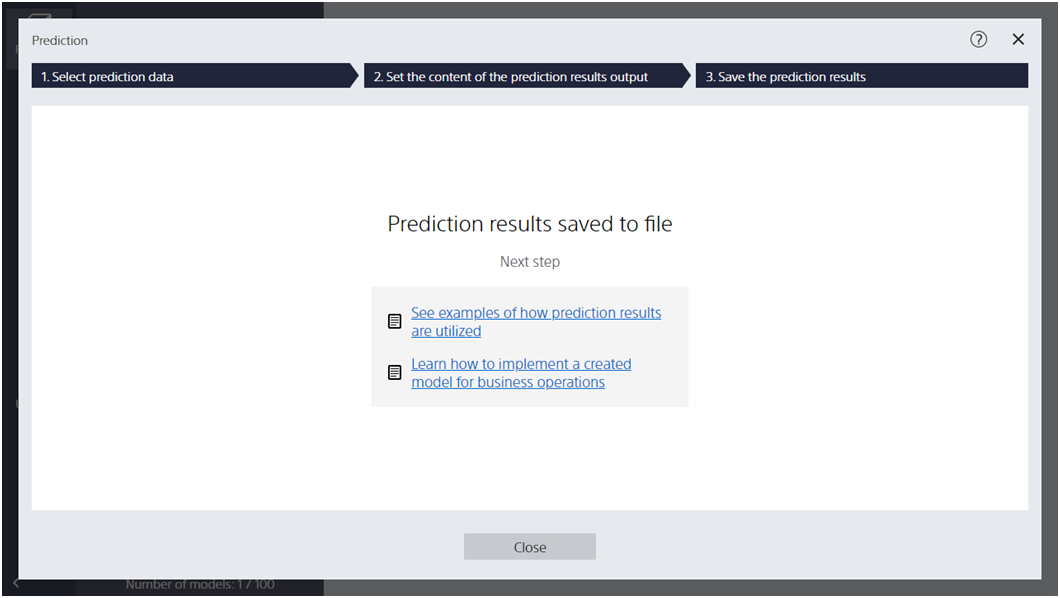 Prediction
1. Select prediction data
2. Set the content of the prediction results output
3. Save the prediction results
Prediction results saved to file
Next step
See examples of how prediction results
are utilized
Learn how to implement a created
model for business operations
Close
Number of models: 1 / 100